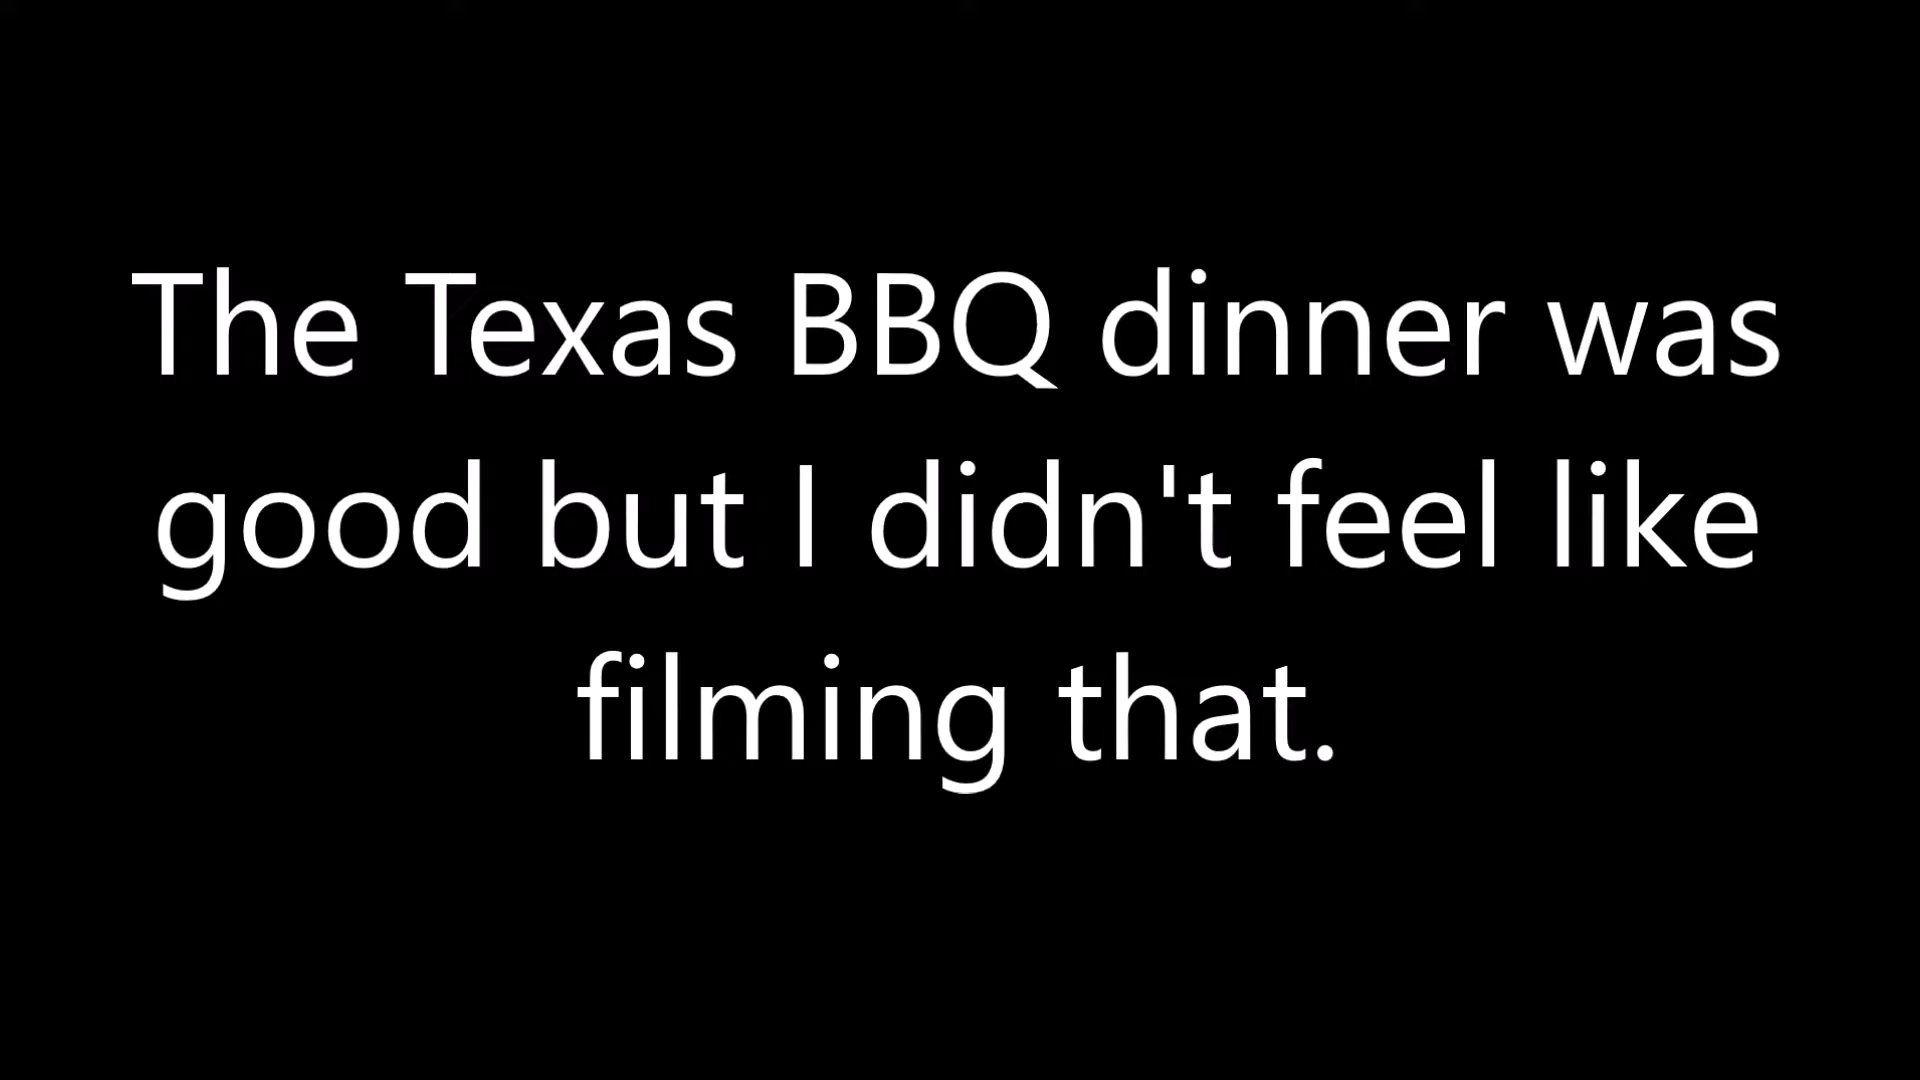 The Texas BBQ dinner was
good but I didn't feel like
filming that.